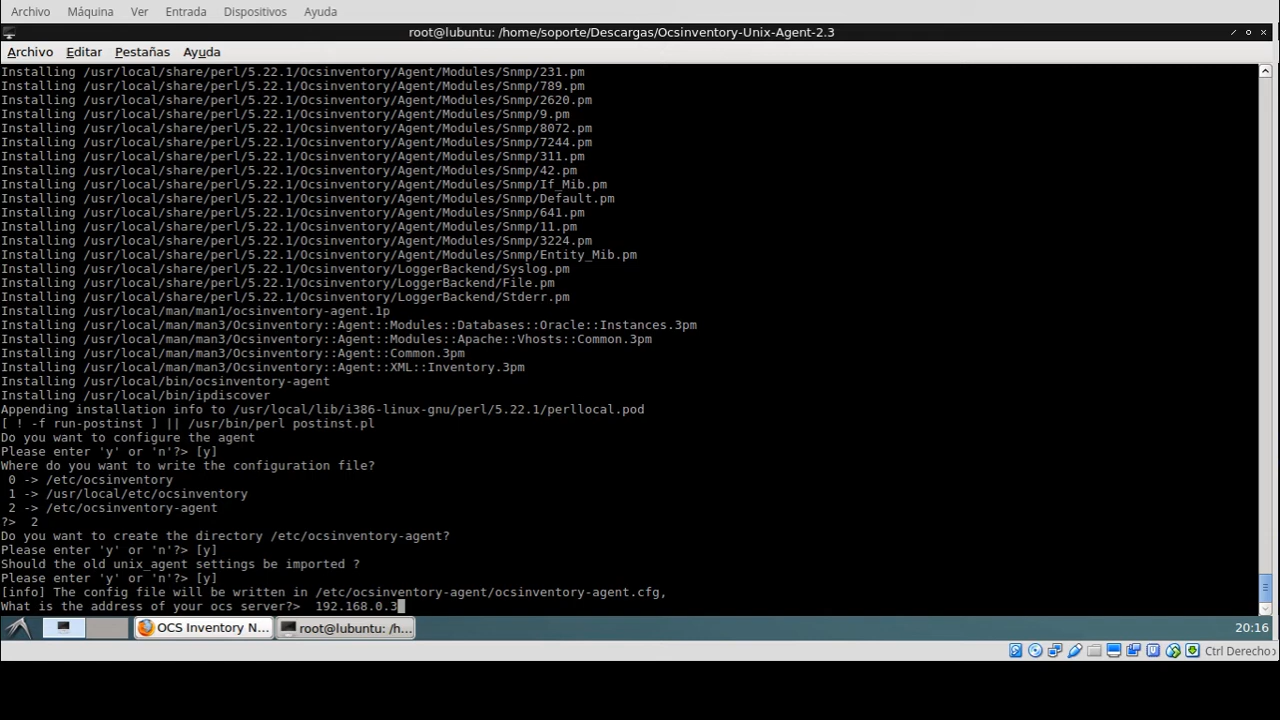 Archivo Máquina Ver Entrada Dispositivos Ayuda
root@lubuntu: /home/soporte/Descargas/Ocsinventory-Unix-Agent-2.3
Archivo Editar Pestañas Ayuda
Installing /usr/local/share/perl/5.22.1/Ocsinventory/Agent/Modules/Snmp/231.pm
Installing /usr/local/share/perl/5.22.1/Ocsinventory/Agent/Modules/Snmp/789.pm
Installing /usr/local/share/perl/5.22.1/Ocsinventory/Agent/Modules/Snmp/2620.pm
Installing /usr/local/share/perl/5.22.1/Ocsinventory/Agent/Modules/Snmp/9.pm
Installing /usr/local/share/perl/5.22.1/Ocsinventory/Agent/Modules/Snmp/8072.pm
Installing /usr/local/share/perl/5.22.1/Ocsinventory/Agent/Modules/Snmp/7244.pm
Installing /usr/local/share/perl/5.22.1/Ocsinventory/Agent/Modules/Snmp/311.pm
Installing /usr/local/share/perl/5.22.1/Ocsinventory/Agent/Modules/Snmp/42.pm
Installing /usr/local/share/perl/5.22.1/Ocsinventory/Agent/Modules/Snmp/If_Mib.pm
Installing /usr/local/share/perl/5.22.1/Ocsinventory/Agent/Modules/Snmp/Default.pm
Installing /usr/local/share/perl/5.22.1/Ocsinventory/Agent/Modules/Snmp/641.pm
Installing /usr/local/share/perl/5.22.1/Ocsinventory/Agent/Modules/Snmp/11.pm
Installing /usr/local/share/perl/5.22.1/Ocsinventory/Agent/Modules/Snmp/3224.pm
Installing /usr/local/share/perl/5.22.1/Ocsinventory/Agent/Modules/Snmp/Entity_Mib.pm
Installing /usr/local/share/perl/5.22.1/Ocsinventory/LoggerBackend/Syslog.pm
Installing /usr/local/share/perl/5.22.1/Ocsinventory/LoggerBackend/File.pm
Installing /usr/local/share/perl/5.22.1/Ocsinventory/LoggerBackend/Stderr.pm
Installing /usr/local/man/man1/ocsinventory-agent.1p
Installing /usr/local/man/man3/Ocsinventory::Agent::Modules::Databases::Oracle::Instances.3pm
Installing /usr/local/man/man3/Ocsinventory::Agent::Modules::Apache::Vhosts::Common.3pm
Installing /usr/local/man/man3/Ocsinventory::Agent::Common.3pm
Installing /usr/local/man/man3/Ocsinventory::Agent::XML::Inventory.3pm
Installing /usr/local/bin/ocsinventory-agent
Installing /usr/local/bin/ipdiscover
Appending installation info to /usr/local/lib/i386-linux-gnu/perl/5.22.1/perllocal.pod
[ ! -f run-postinst ] || /usr/bin/perl postinst.pl
Do you want to configure the agent
Please enter 'y' or 'n'?> [y]
Where do you want to write the configuration file?
0 -> /etc/ocsinventory
1 -> /usr/local/etc/ocsinventory
2 -> /etc/ocsinventory-agent
?> 2
Do you want to create the directory /etc/ocsinventory-agent?
Please enter 'y' or 'n'?> [y]
Should the old unix_agent settings be imported ?
Please enter 'y' or 'n'?> [y]
[info] The config file will be written in /etc/ocsinventory-agent/ocsinventory-agent.cfg,
What is the address of your ocs server?> 192.168.0.3
OCS Inventory N... root@lubuntu: /h... 20:16
Ctrl Derecho